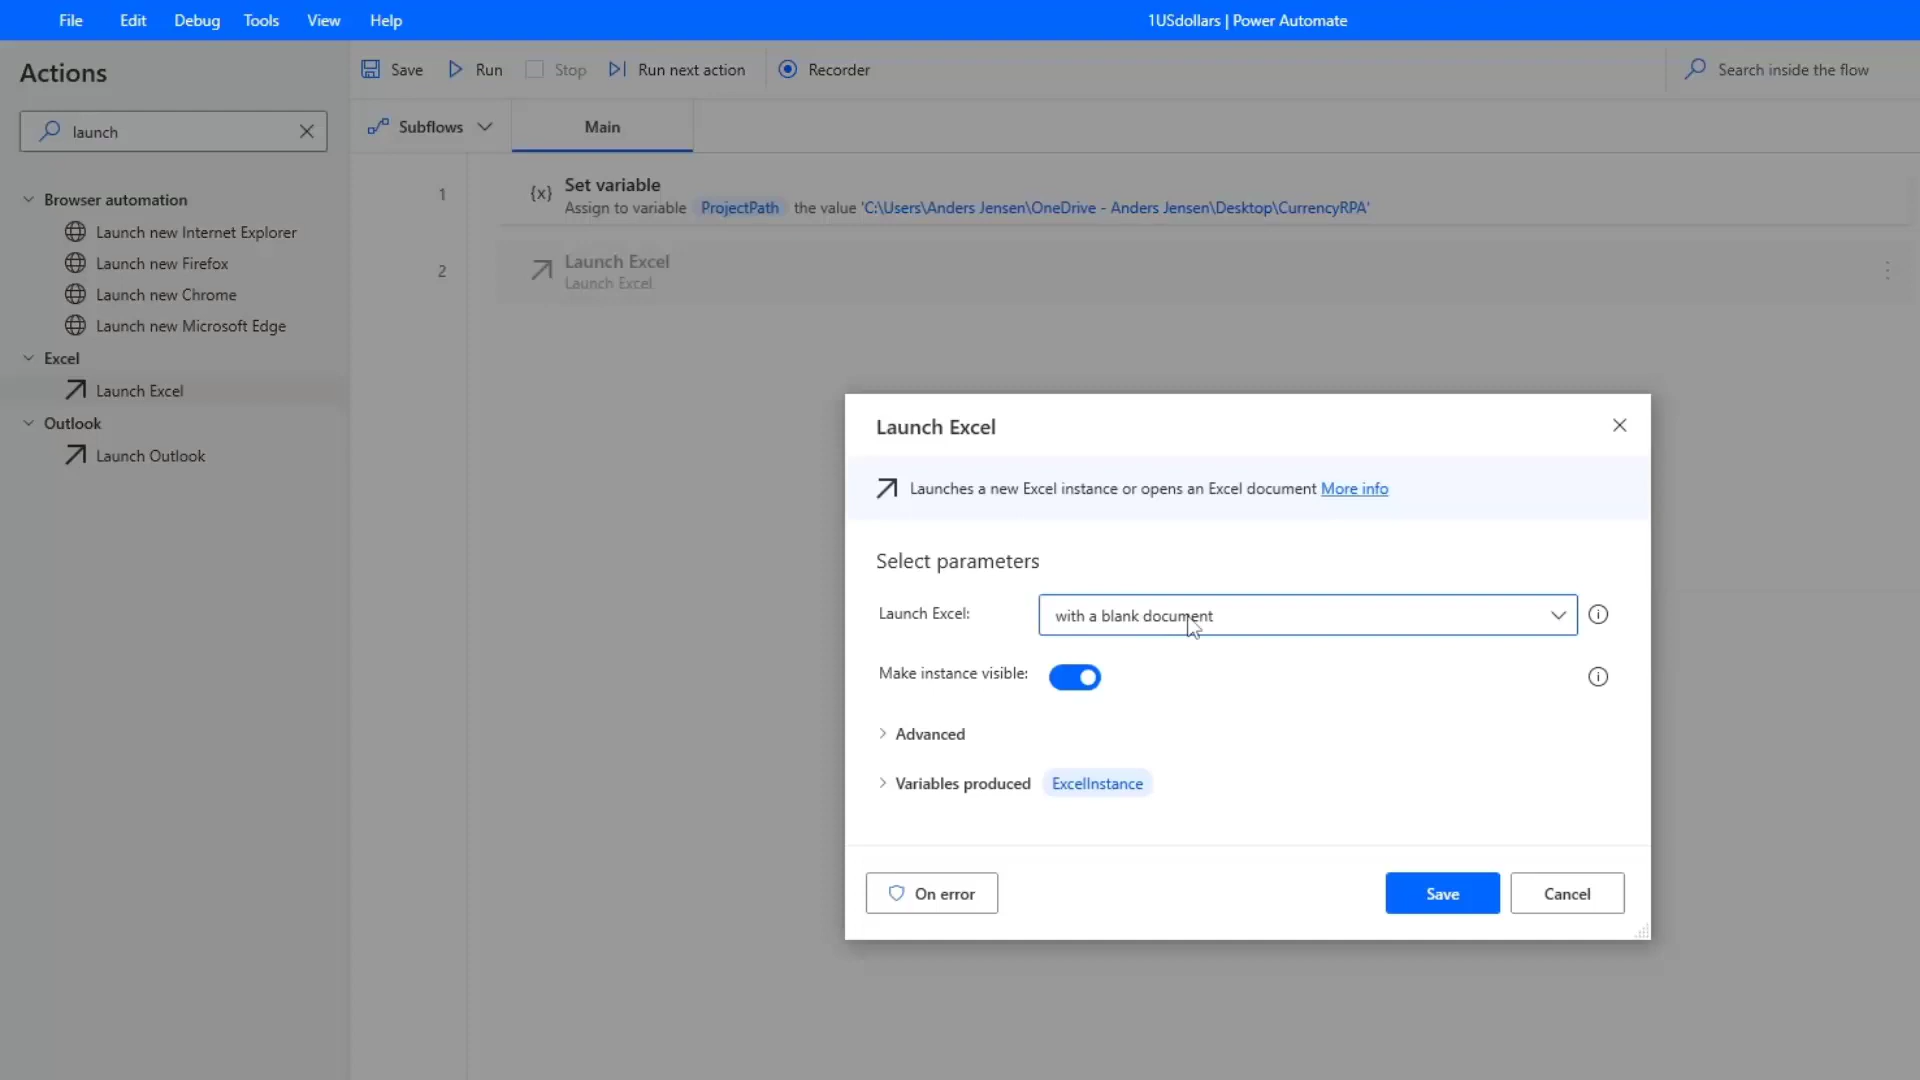 File Edit Debug Tools View Help 1USdollars | Power Automate
Actions
Save Run Stop Run next action Recorder Search inside the flow
launch
Subflows Main
Browser automation
Launch new Internet Explorer
Launch new Firefox
Launch new Chrome
Launch new Microsoft Edge
Excel
Launch Excel
Outlook
Launch Outlook
1 {x} Set variable
Assign to variable ProjectPath the value 'C:\Users\Anders Jensen\OneDrive - Anders Jensen\Desktop\CurrencyRPA'
2 Launch Excel
Launch Excel
Launch Excel
Launches a new Excel instance or opens an Excel document More info
Select parameters
Launch Excel: with a blank document
Make instance visible:
Advanced
Variables produced ExcelInstance
On error Save Cancel